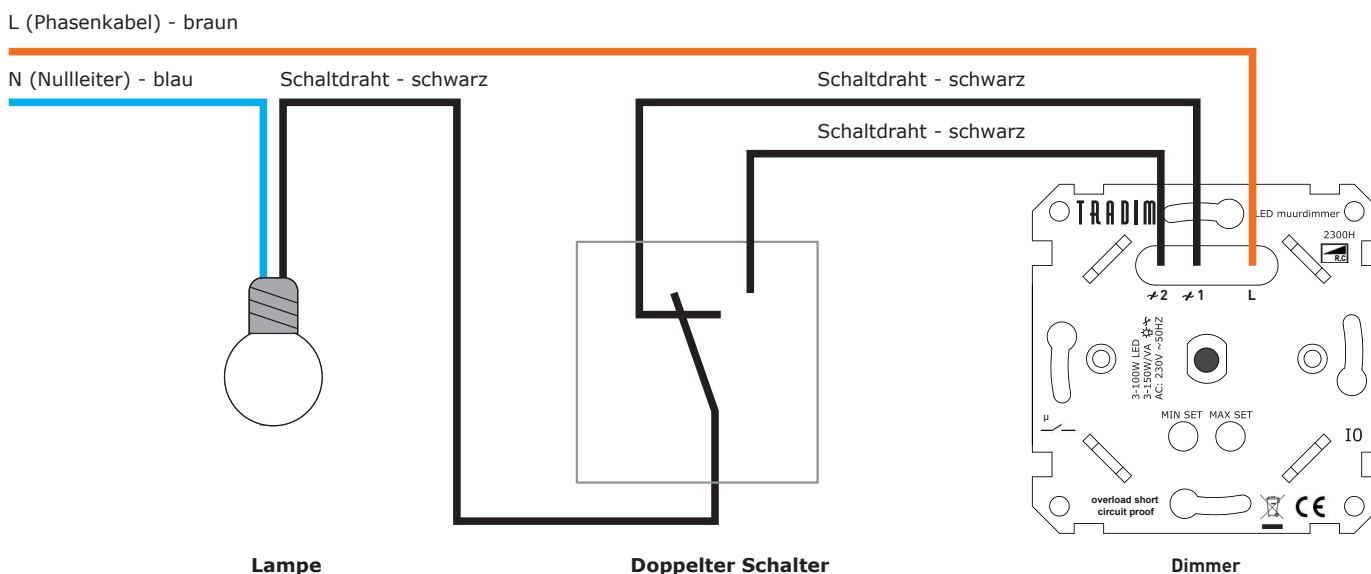 L (Phasenkabel) - braun
N (Nullleiter) - blau
Schaltdraht - schwarz
Schaltdraht - schwarz
Schaltdraht - schwarz
TRADIM
LED muurdimmer
2300H
R,C
2
1
L
3-100W LED
3-150W/VA
AC: 230V ~50HZ
MIN SET
MAX SET
µ
IO
overload short
circuit proof
CE
Lampe
Doppelter Schalter
Dimmer